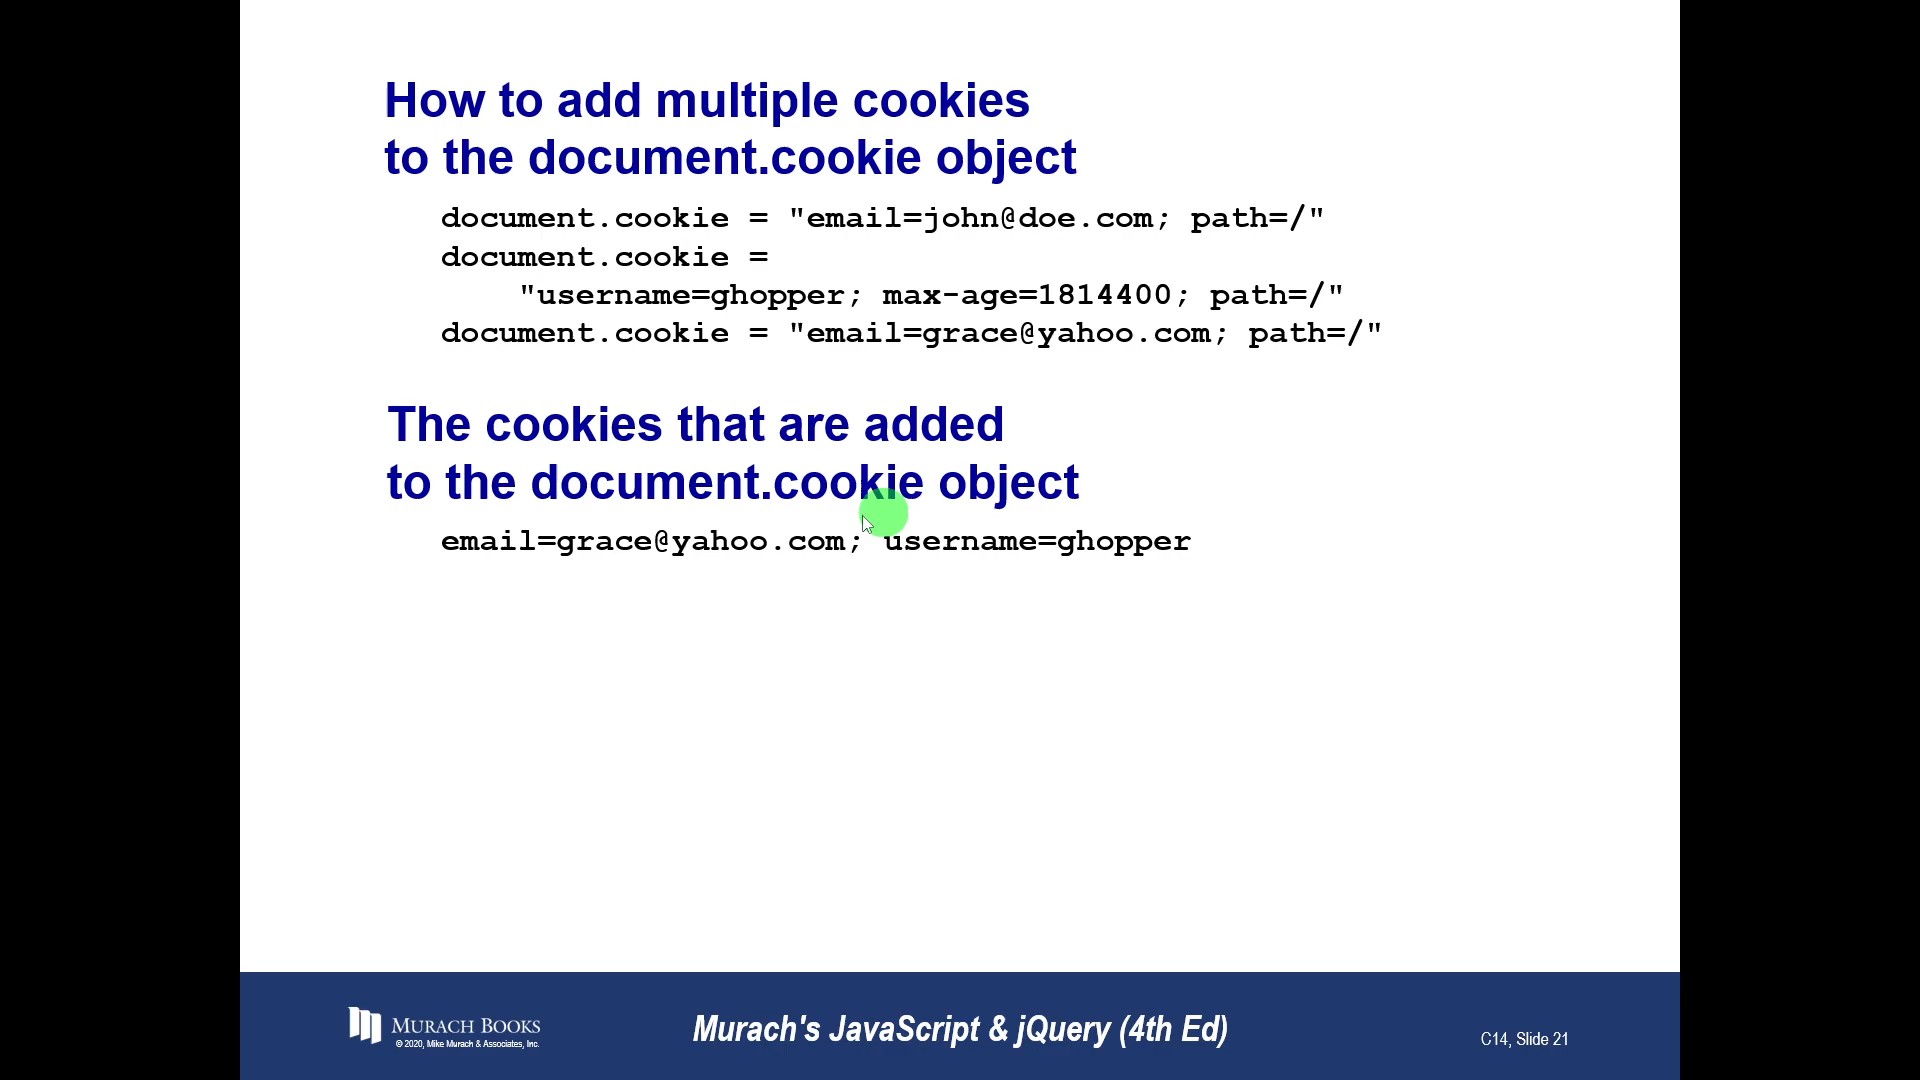 How to add multiple cookies
to the document.cookie object
document.cookie = "email=john@doe.com; path=/"
document.cookie =
"username=ghopper; max-age=1814400; path=/"
document.cookie = "email=grace@yahoo.com; path=/"
The cookies that are added
to the document.cookie object
email=grace@yahoo.com; username=ghopper
MURACH BOOKS
© 2020, Mike Murach & Associates, Inc.
Murach's JavaScript & jQuery (4th Ed)
C14, Slide 21